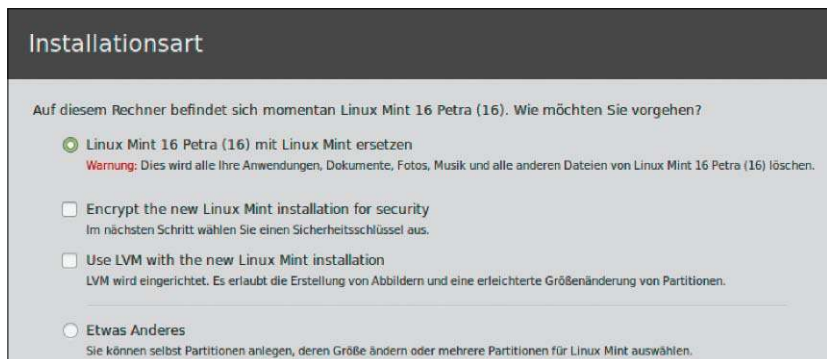 Installationsart
Auf diesem Rechner befindet sich momentan Linux Mint 16 Petra (16). Wie möchten Sie vorgehen?
Linux Mint 16 Petra (16) mit Linux Mint ersetzen
Warnung: Dies wird alle Ihre Anwendungen, Dokumente, Fotos, Musik und alle anderen Dateien von Linux Mint 16 Petra (16) löschen.
Encrypt the new Linux Mint installation for security
Im nächsten Schritt wählen Sie einen Sicherheitsschlüssel aus.
Use LVM with the new Linux Mint installation
LVM wird eingerichtet. Es erlaubt die Erstellung von Abbildern und eine erleichterte Größenänderung von Partitionen.
Etwas Anderes
Sie können selbst Partitionen anlegen, deren Größe ändern oder mehrere Partitionen für Linux Mint auswählen.